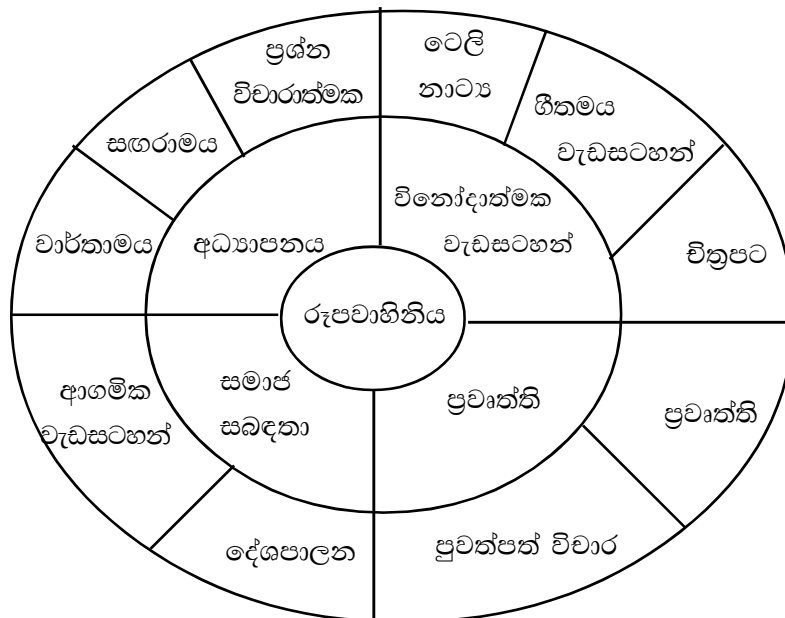 ප්‍රශ්න
විචාරාත්මක
ටෙලි
නාට්‍ය
ගීතමය
වැඩසටහන්
සඟරාමය
වාර්තාමය
අධ්‍යාපනය
විනෝදාත්මක
වැඩසටහන්
චිත්‍රපට
රූපවාහිනිය
ආගමික
වැඩසටහන්
සමාජ
සබඳතා
ප්‍රවෘත්ති
ප්‍රවෘත්ති
දේශපාලන
පුවත්පත් විචාර